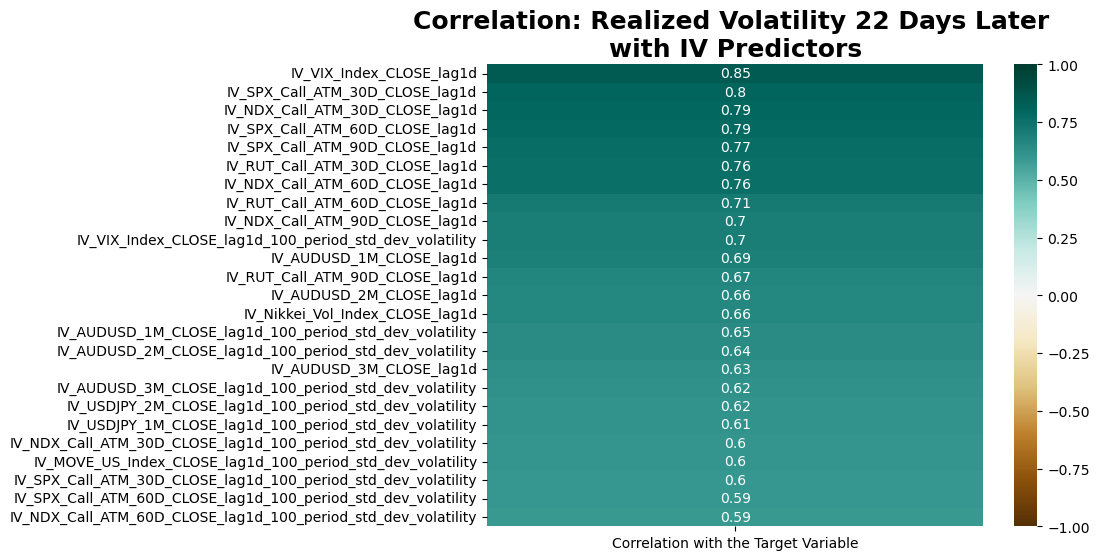 Correlation: Realized Volatility 22 Days Later
with IV Predictors
IV_VIX_Index_CLOSE_lag1d 0.85
IV_SPX_Call_ATM_30D_CLOSE_lag1d 0.8
IV_NDX_Call_ATM_30D_CLOSE_lag1d 0.79
IV_SPX_Call_ATM_60D_CLOSE_lag1d 0.79
IV_SPX_Call_ATM_90D_CLOSE_lag1d 0.77
IV_RUT_Call_ATM_30D_CLOSE_lag1d 0.76
IV_NDX_Call_ATM_60D_CLOSE_lag1d 0.76
IV_RUT_Call_ATM_60D_CLOSE_lag1d 0.71
IV_NDX_Call_ATM_90D_CLOSE_lag1d 0.7
IV_VIX_Index_CLOSE_lag1d_100_period_std_dev_volatility 0.7
IV_AUDUSD_1M_CLOSE_lag1d 0.69
IV_RUT_Call_ATM_90D_CLOSE_lag1d 0.67
IV_AUDUSD_2M_CLOSE_lag1d 0.66
IV_Nikkei_Vol_Index_CLOSE_lag1d 0.66
IV_AUDUSD_1M_CLOSE_lag1d_100_period_std_dev_volatility 0.65
IV_AUDUSD_2M_CLOSE_lag1d_100_period_std_dev_volatility 0.64
IV_AUDUSD_3M_CLOSE_lag1d 0.63
IV_AUDUSD_3M_CLOSE_lag1d_100_period_std_dev_volatility 0.62
IV_USDJPY_2M_CLOSE_lag1d_100_period_std_dev_volatility 0.62
IV_USDJPY_1M_CLOSE_lag1d_100_period_std_dev_volatility 0.61
IV_NDX_Call_ATM_30D_CLOSE_lag1d_100_period_std_dev_volatility 0.6
IV_MOVE_US_Index_CLOSE_lag1d_100_period_std_dev_volatility 0.6
IV_SPX_Call_ATM_30D_CLOSE_lag1d_100_period_std_dev_volatility 0.6
IV_SPX_Call_ATM_60D_CLOSE_lag1d_100_period_std_dev_volatility 0.59
IV_NDX_Call_ATM_60D_CLOSE_lag1d_100_period_std_dev_volatility 0.59
Correlation with the Target Variable
1.00
0.75
0.50
0.25
0.00
−0.25
−0.50
−0.75
−1.00